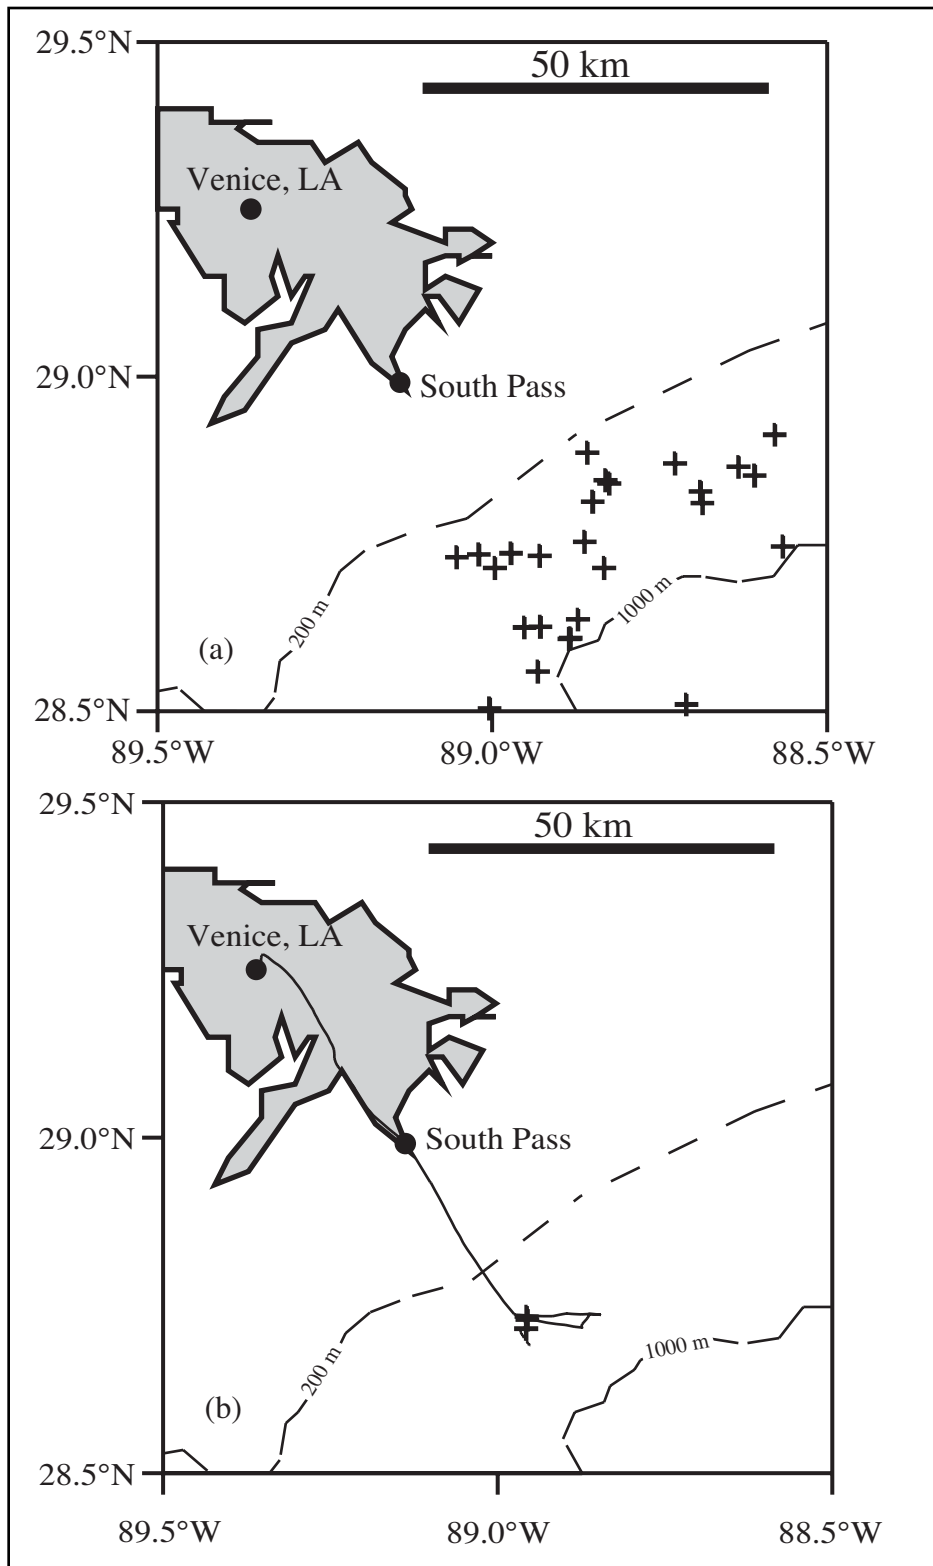 29.5°N
50 km
Venice, LA
29.0°N
South Pass
1000 m
200 m
(a)
28.5°N
89.5°W
89.0°W
88.5°W
29.5°N
50 km
Venice, LA
29.0°N
South Pass
1000 m
200 m
(b)
28.5°N
89.5°W
89.0°W
88.5°W